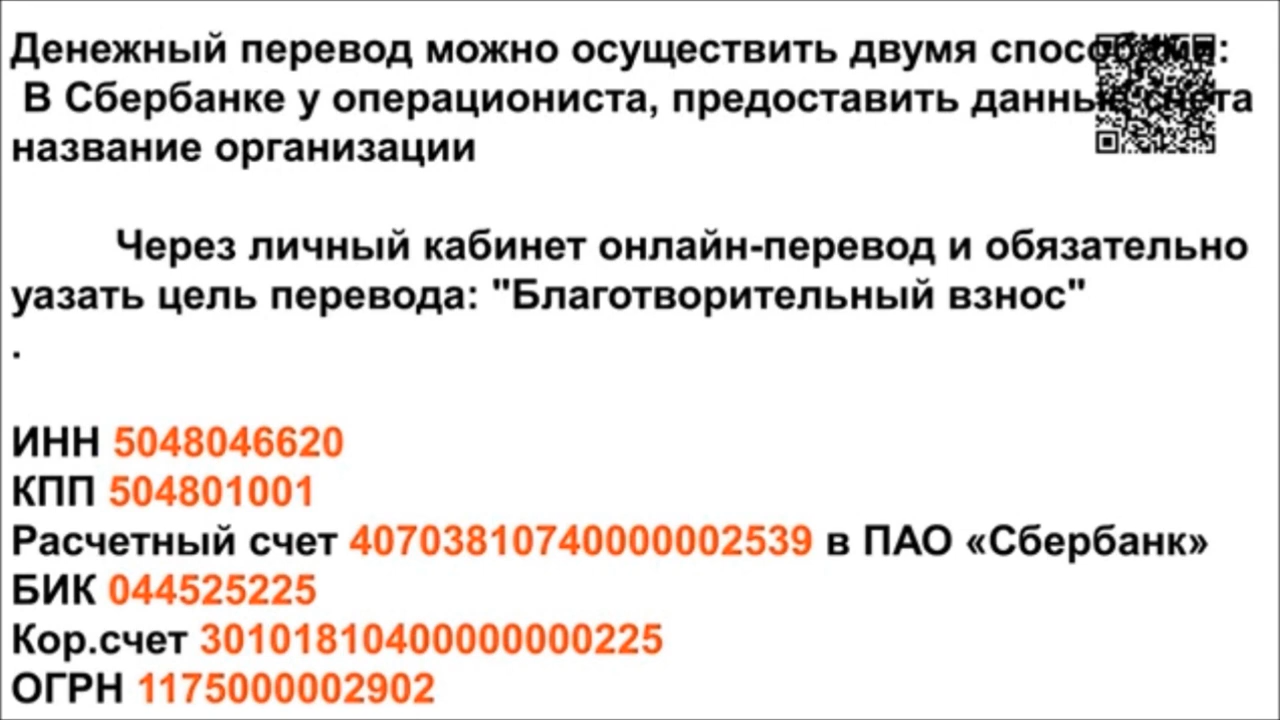 Денежный перевод можно осуществить двумя способами:
В Сбербанке у операциониста, предоставить данные счета
название организации
Через личный кабинет онлайн-перевод и обязательно
уазать цель перевода: "Благотворительный взнос"
.
ИНН 5048046620
КПП 504801001
Расчетный счет 40703810740000002539 в ПАО «Сбербанк»
БИК 044525225
Кор.счет 30101810400000000225
ОГРН 1175000002902